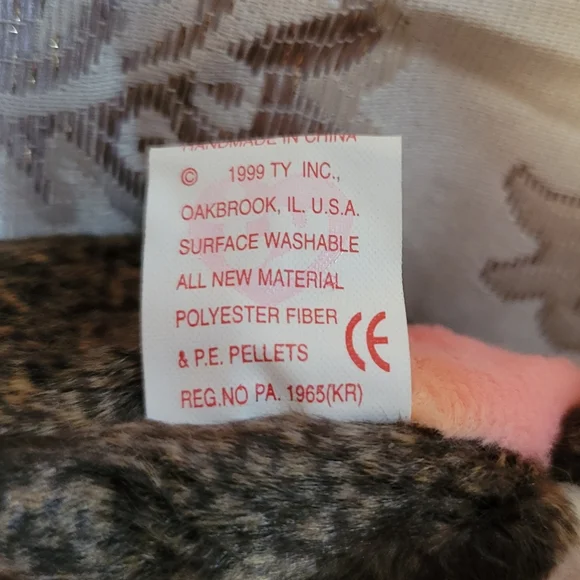 HANDMADE IN CHINA
© 1999 TY INC.,
OAKBROOK, IL. U.S.A.
SURFACE WASHABLE
ALL NEW MATERIAL
POLYESTER FIBER
& P.E. PELLETS CE
REG.NO PA. 1965(KR)